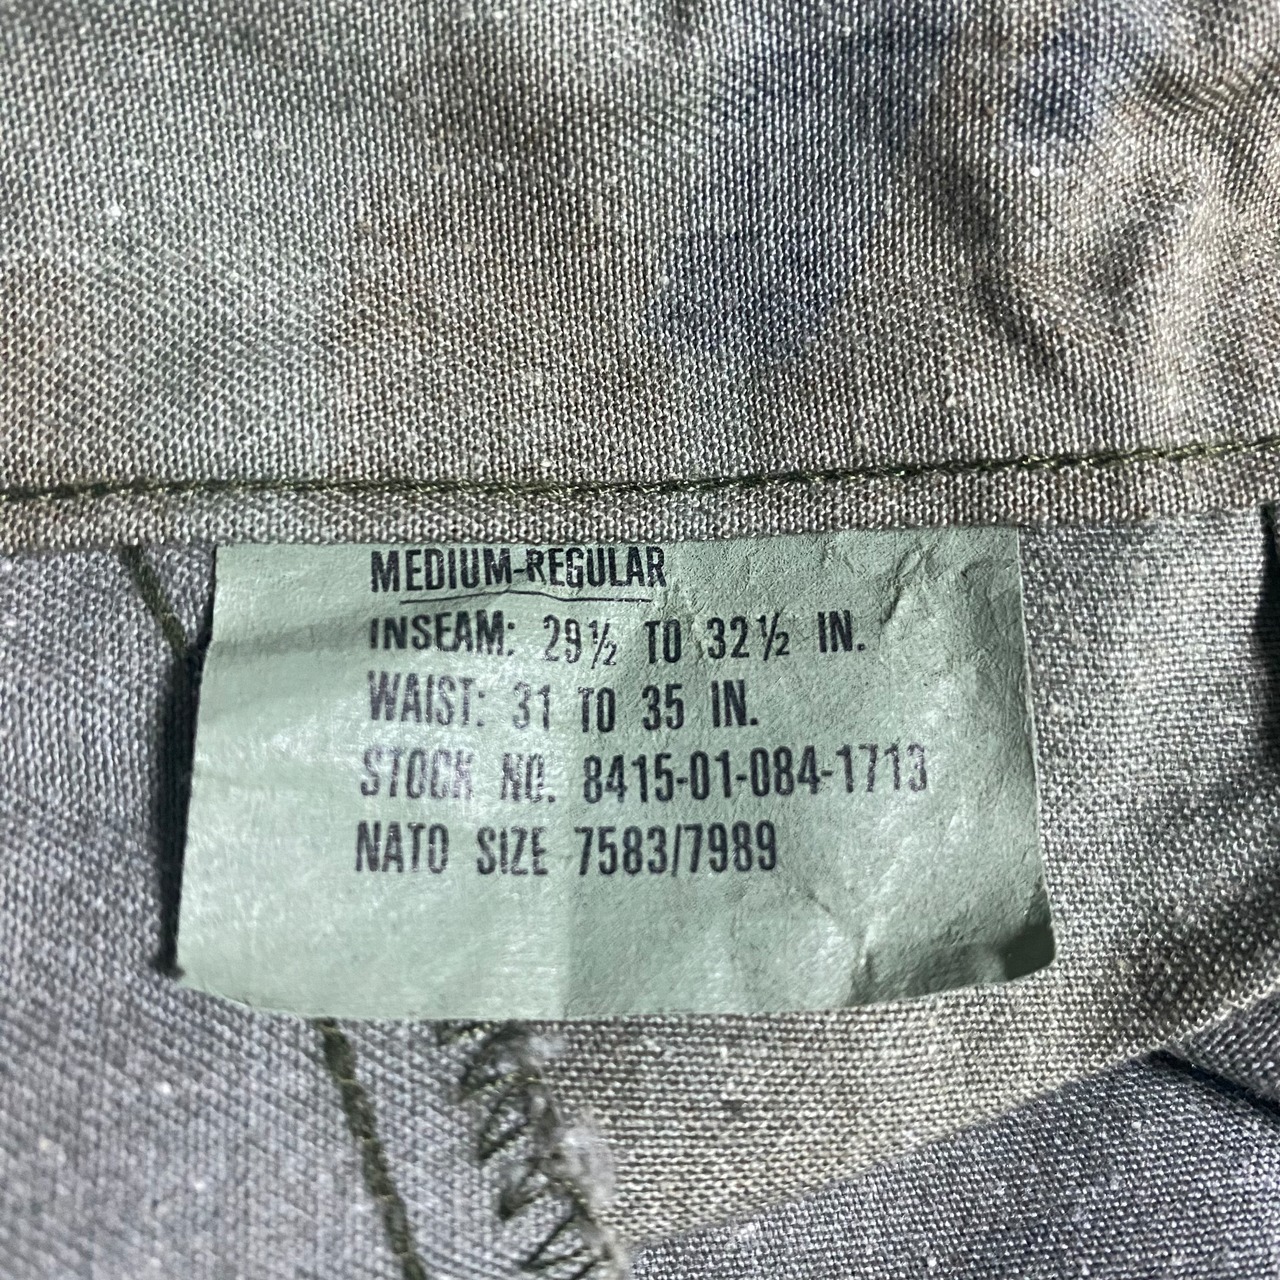 MEDIUM-REGULAR
INSEAM: 29½ TO 32½ IN.
WAIST: 31 TO 35 IN.
STOCK NO. 8415-01-084-1713
NATO SIZE 7583/7989